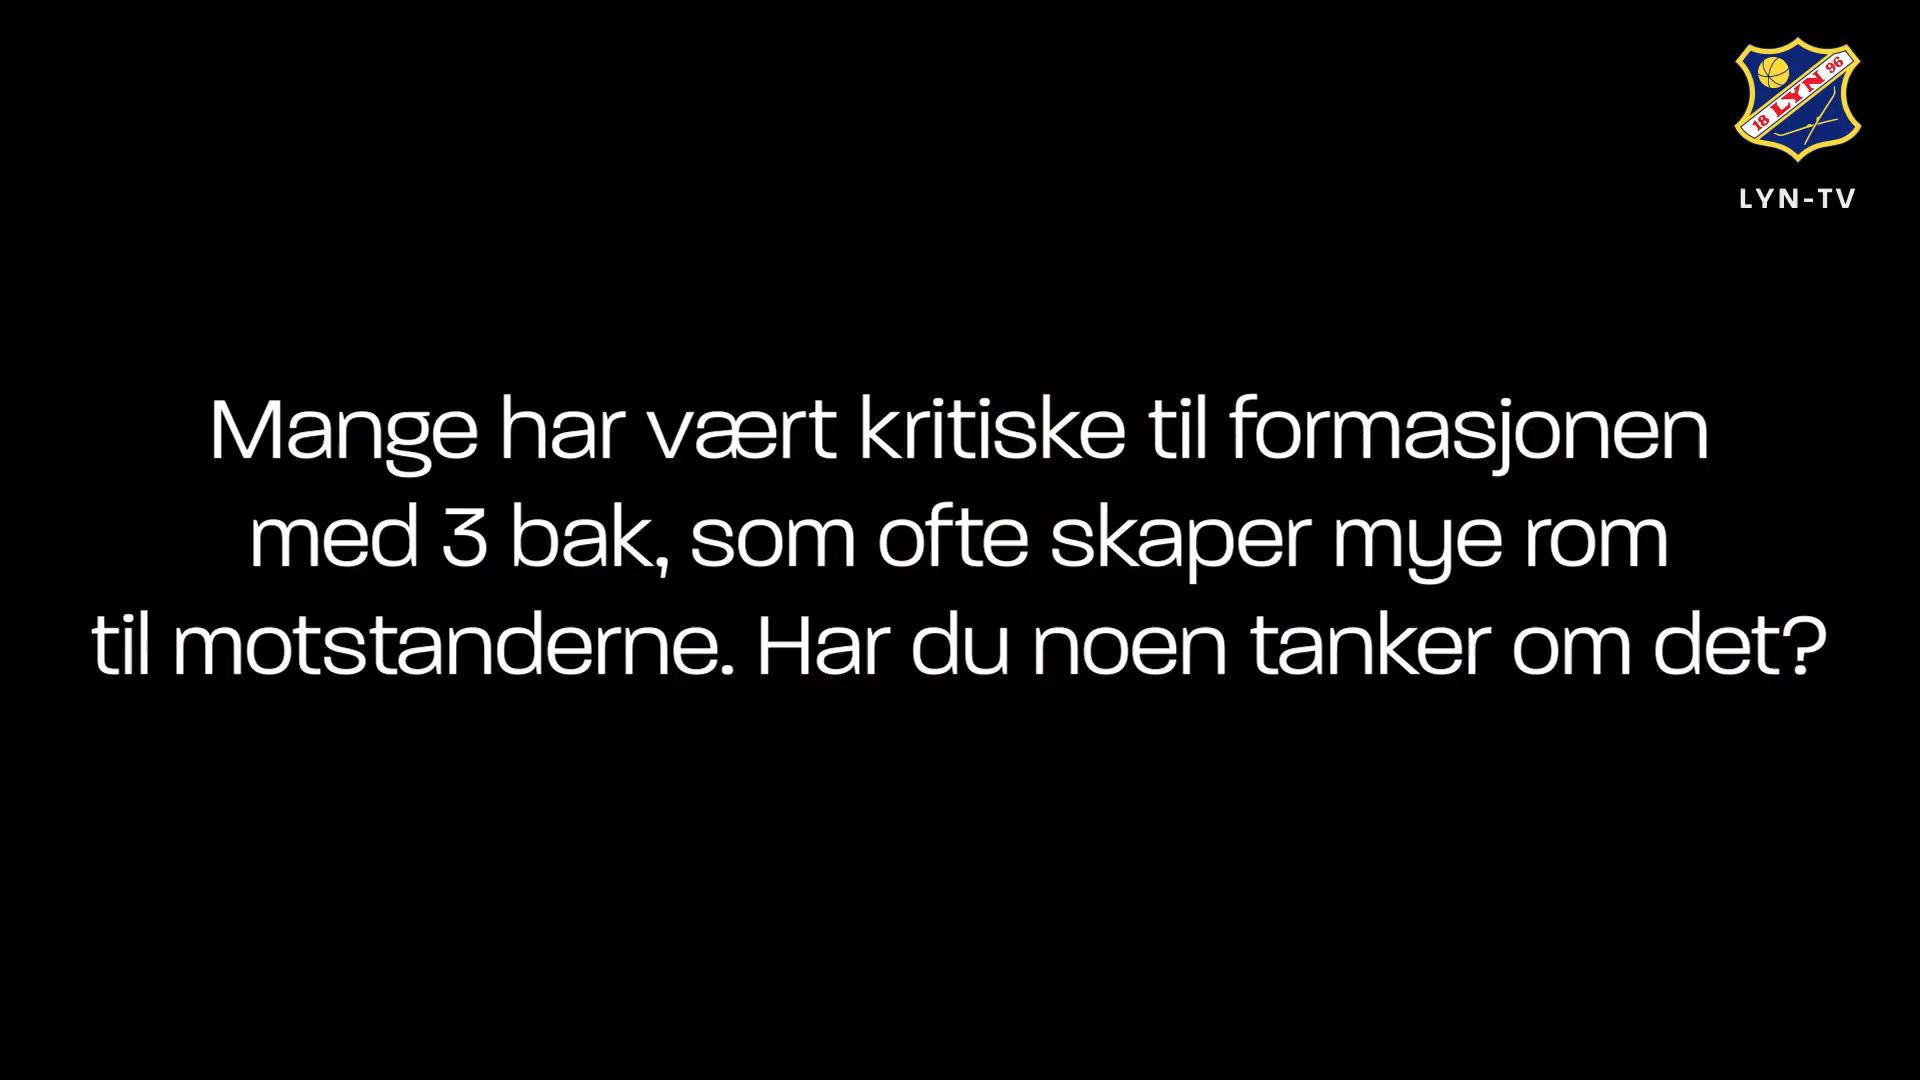 18 LYN 96
LYN-TV
Mange har vært kritiske til formasjonen
med 3 bak, som ofte skaper mye rom
til motstanderne. Har du noen tanker om det?